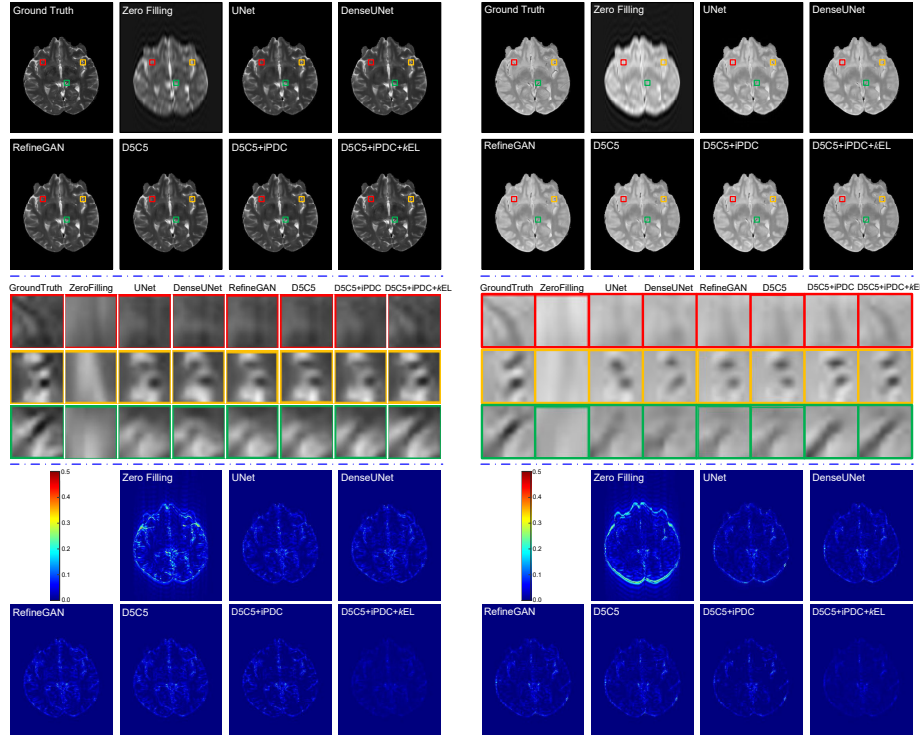 Ground Truth Zero Filling UNet DenseUNet Ground Truth Zero Filling UNet DenseUNet
RefineGAN D5C5 D5C5+iPDC D5C5+iPDC+kEL RefineGAN D5C5 D5C5+iPDC D5C5+iPDC+kEL
GroundTruth ZeroFilling UNet DenseUNet RefineGAN D5C5 D5C5+iPDC D5C5+iPDC+kEL GroundTruth ZeroFilling UNet DenseUNet RefineGAN D5C5 D5C5+iPDC D5C5+iPDC+kEL
0.5 Zero Filling UNet DenseUNet 0.5 Zero Filling UNet DenseUNet
0.4 0.4
0.3 0.3
0.2 0.2
0.1 0.1
0.0 0.0
RefineGAN D5C5 D5C5+iPDC D5C5+iPDC+kEL RefineGAN D5C5 D5C5+iPDC D5C5+iPDC+kEL